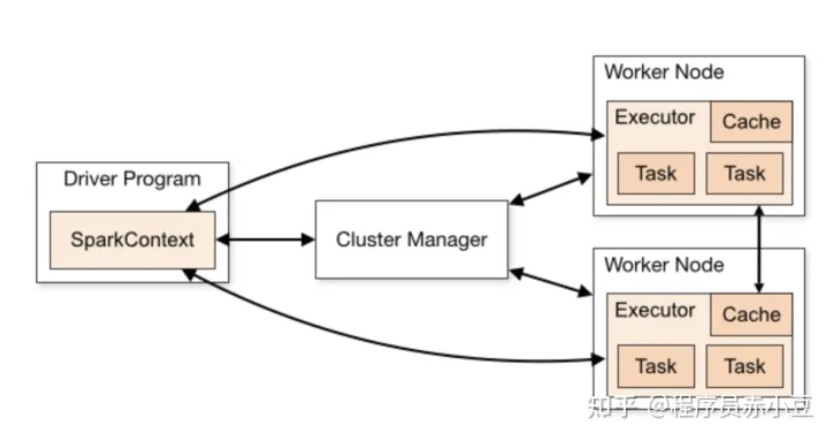 Driver Program
SparkContext
Cluster Manager
Worker Node
Executor
Cache
Task
Task
Worker Node
Executor
Cache
Task
Task
知乎 @程序员赤小豆